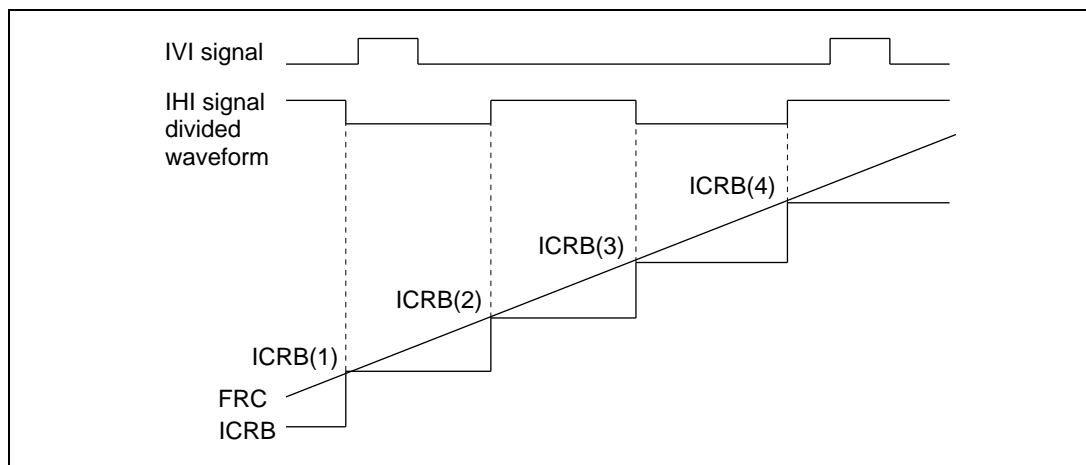 IVI signal
IHI signal
divided
waveform
ICRB(4)
ICRB(3)
ICRB(2)
ICRB(1)
FRC
ICRB